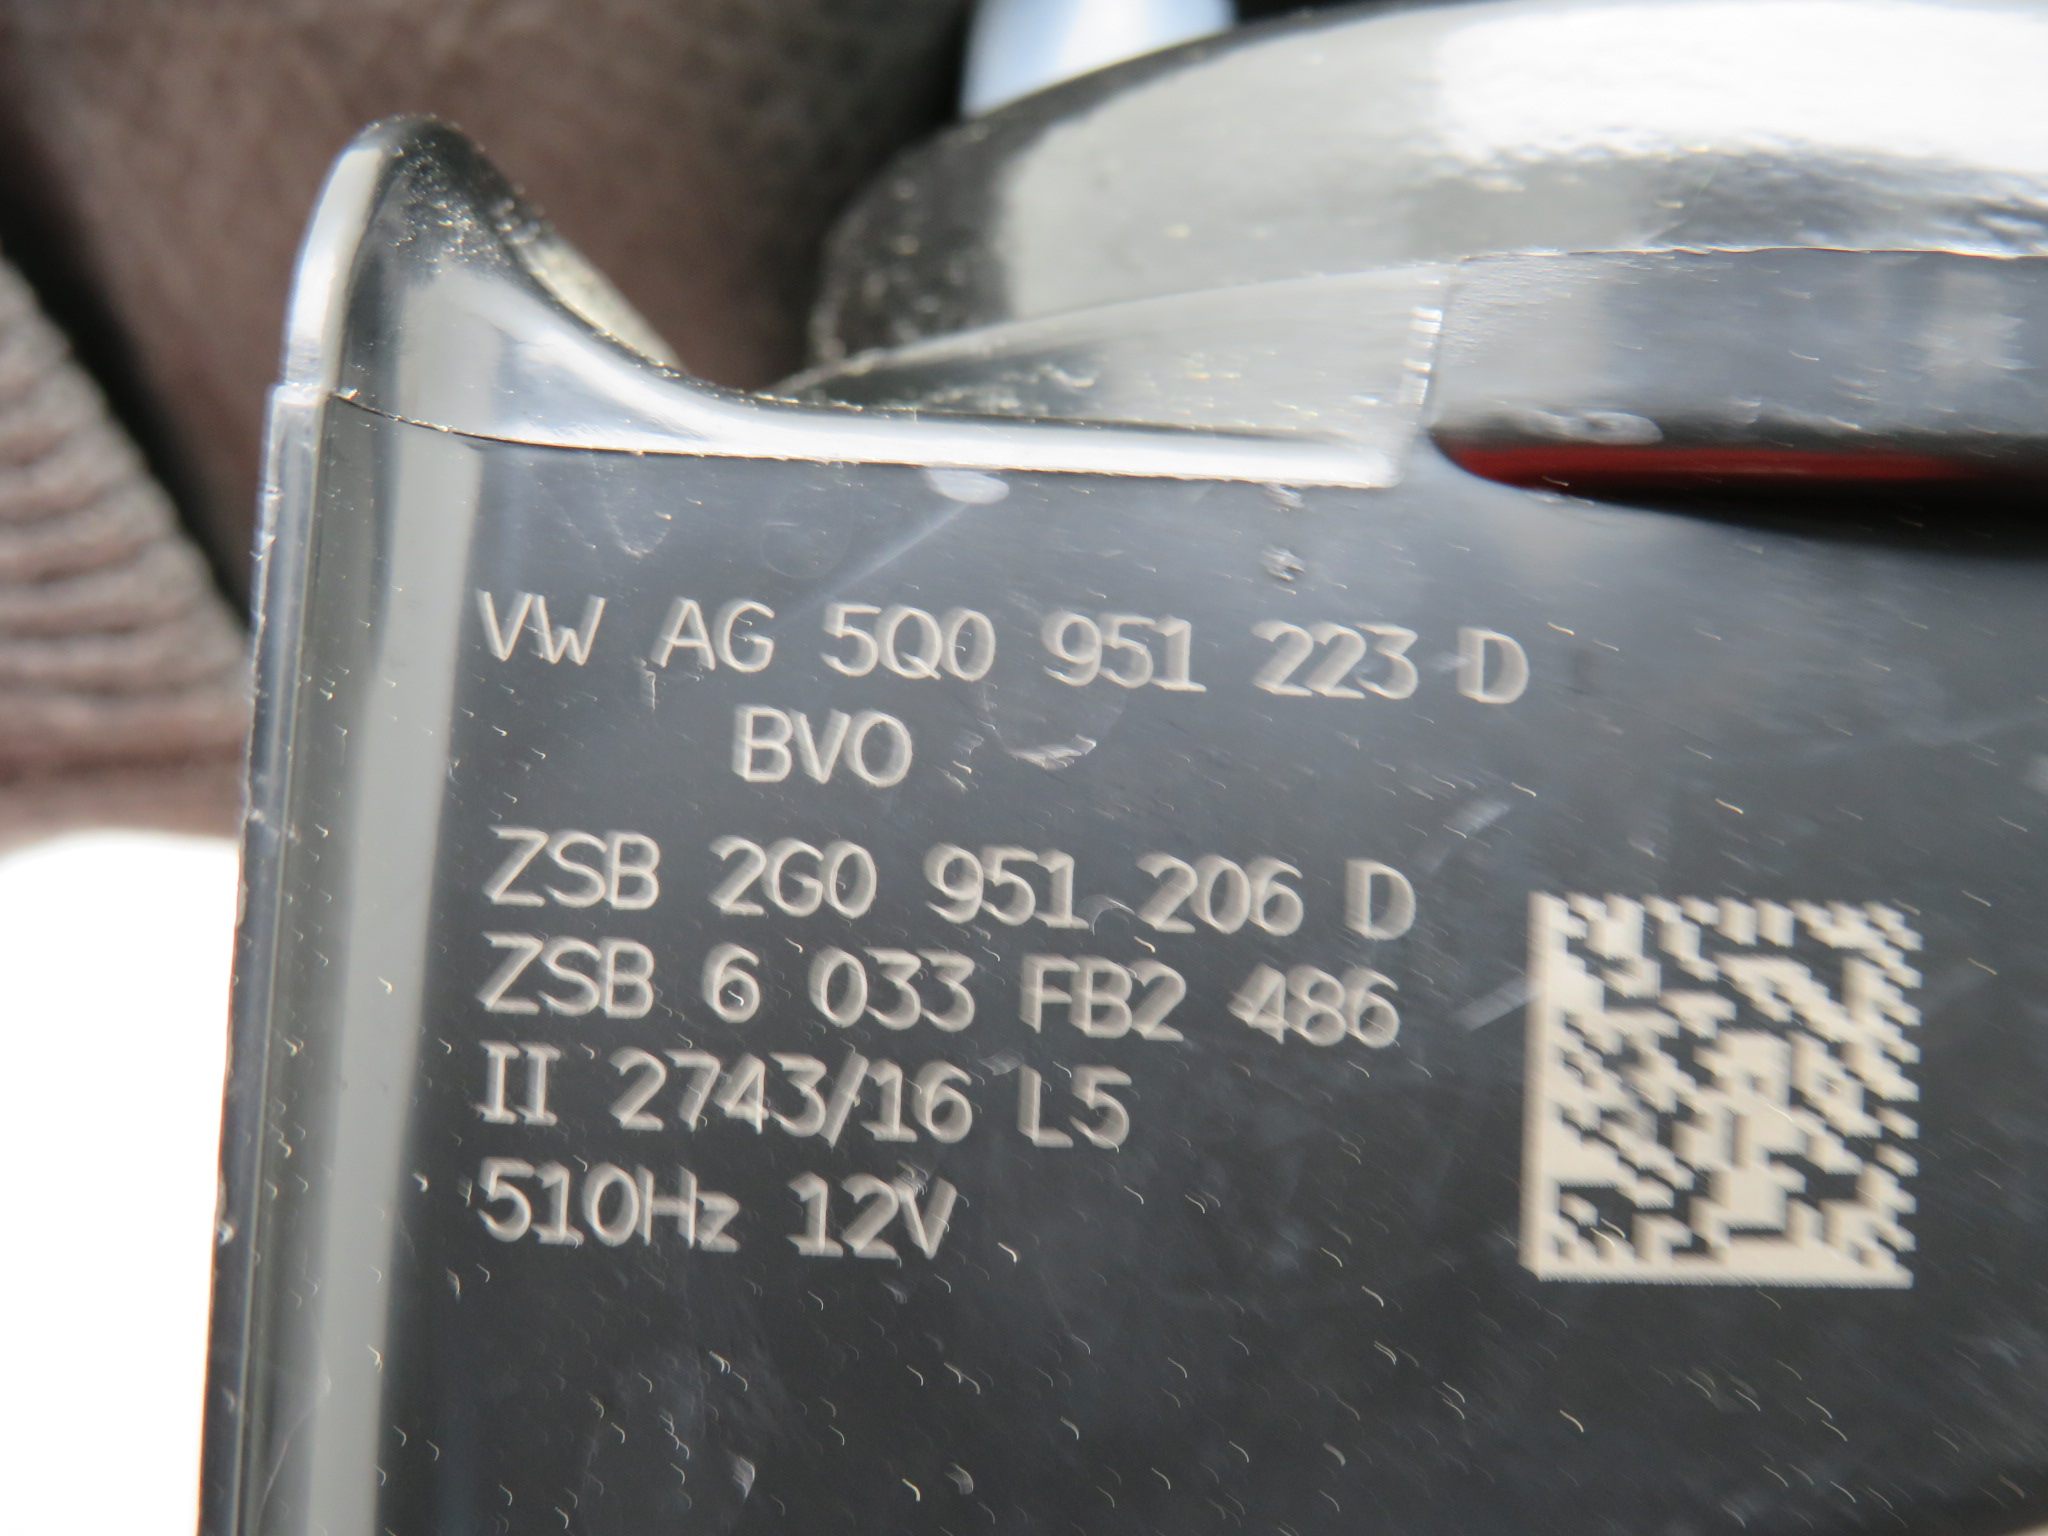 VW AG 5Q0 951 223 D
BVO
ZSB 2G0 951 206 D
ZSB 6 033 FB2 486
II 2743/16 L5
510Hz 12V